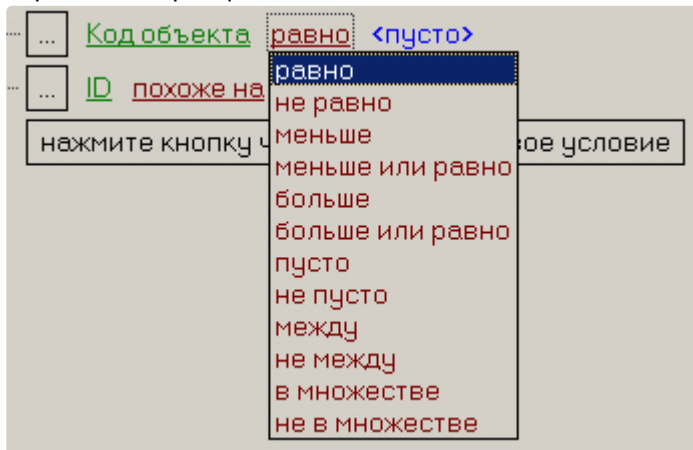 ... Код объекта равно <пусто>
... ID похоже на
нажмите кнопку ч
ое условие
равно
не равно
меньше
меньше или равно
больше
больше или равно
пусто
не пусто
между
не между
в множестве
не в множестве